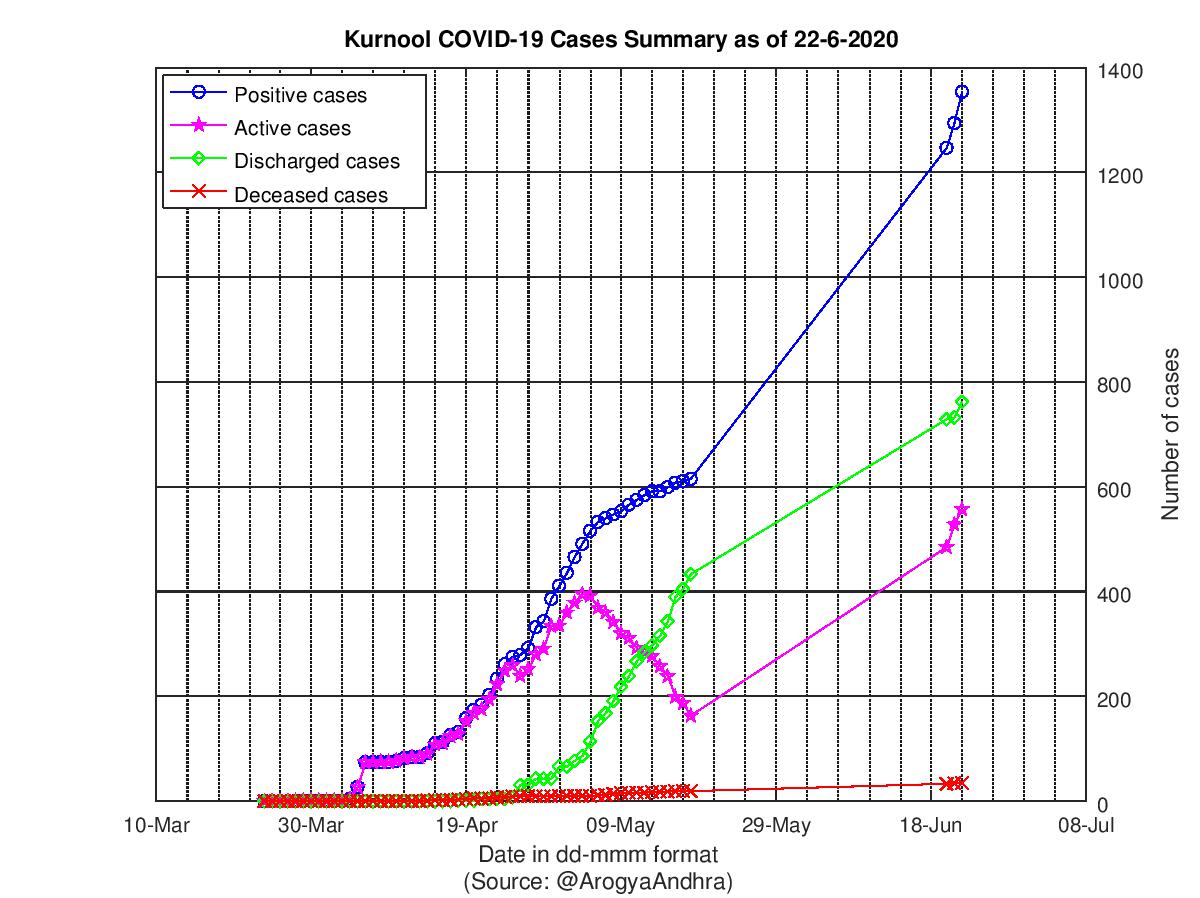 Kurnool COVID-19 Cases Summary as of 22-6-2020
Positive cases
Active cases
Discharged cases
Deceased cases
1400
1200
1000
800
600
400
200
0
Number of cases
10-Mar 30-Mar 19-Apr 09-May 29-May 18-Jun 08-Jul
Date in dd-mmm format
(Source: @ArogyaAndhra)